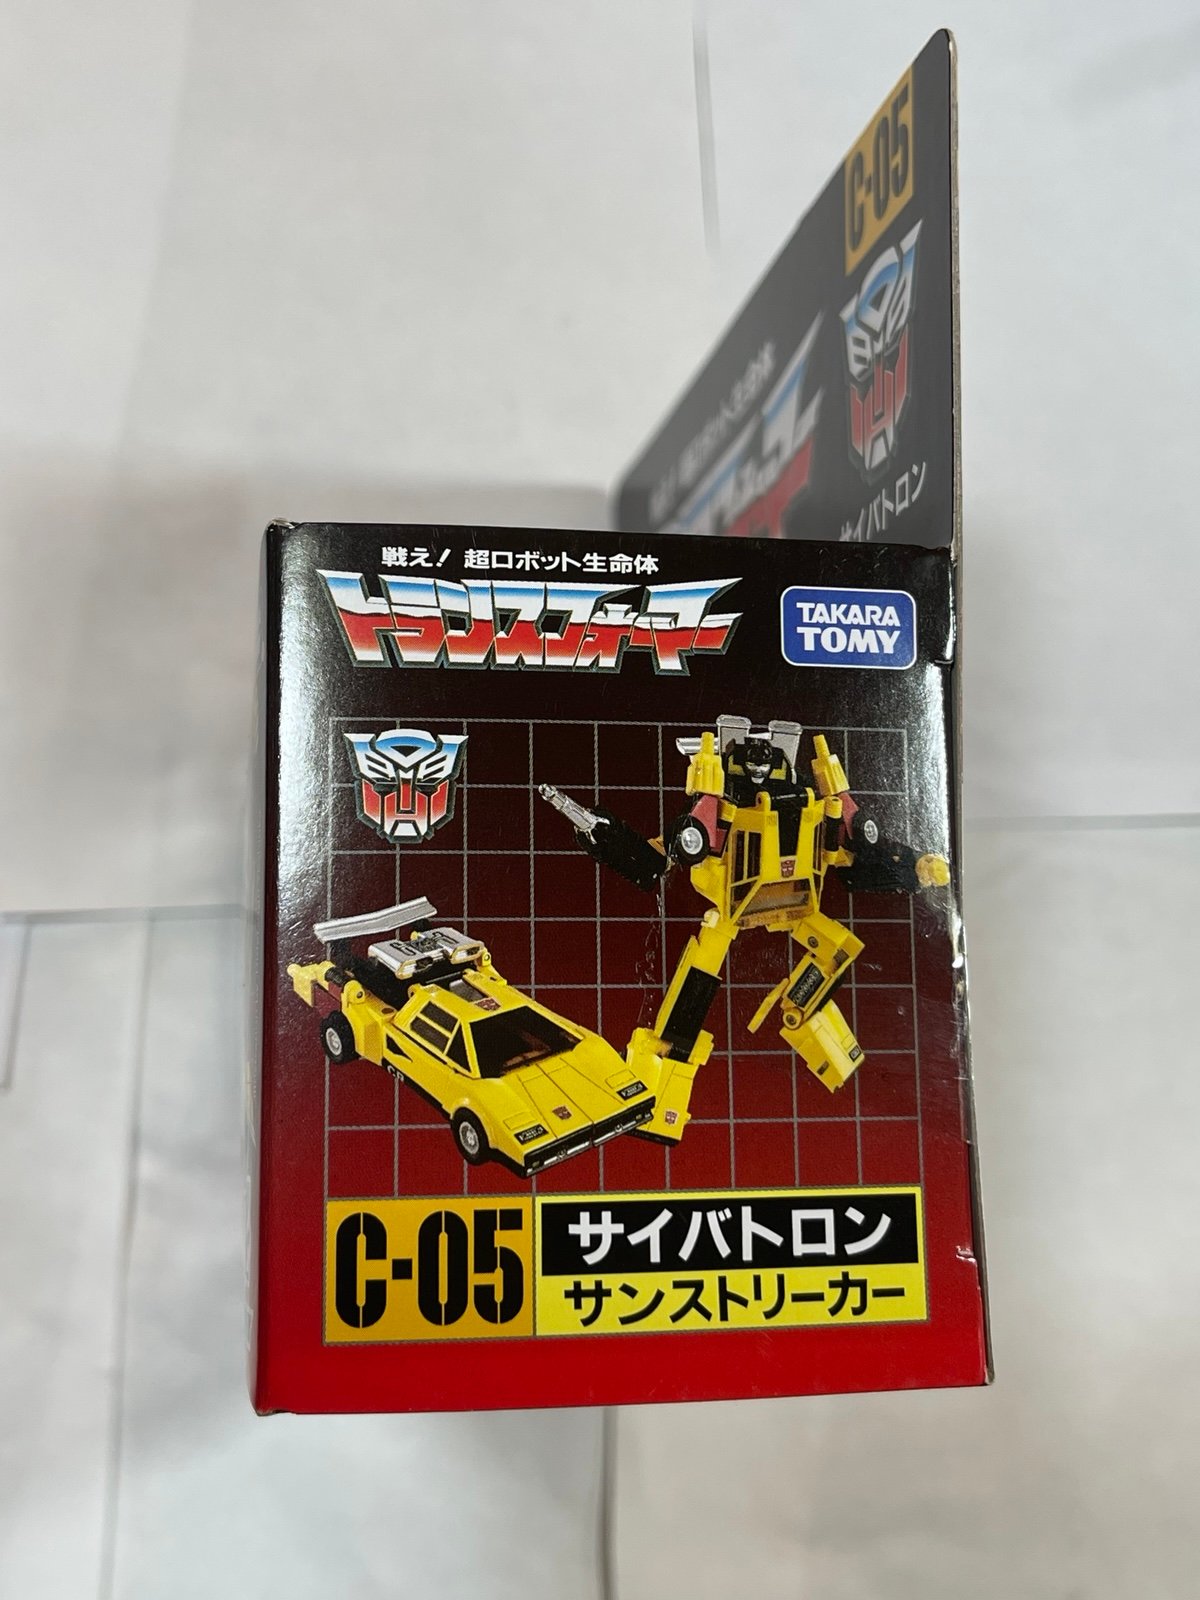 C-05
サイバトロン
戦え! 超ロボット生命体
トランスフォーマー
TAKARA
TOMY
C-05
サイバトロン
サンストリーカー